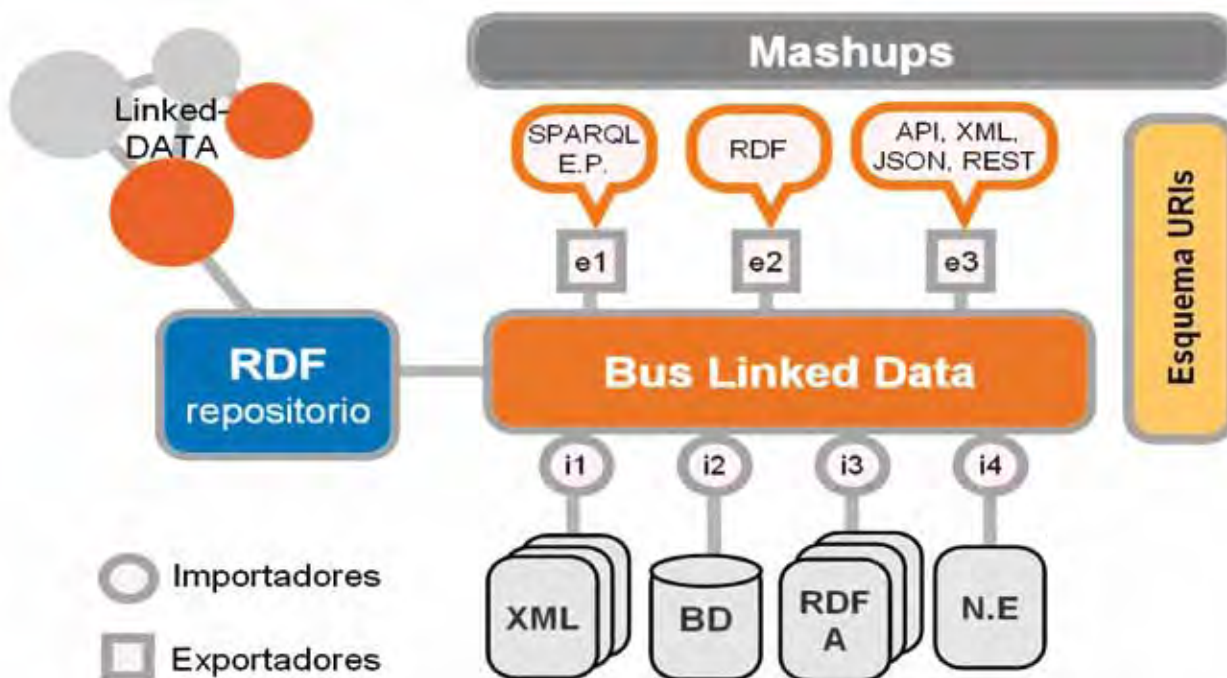 Mashups
Linked-
DATA
SPARQL
E.P.
RDF
API, XML,
JSON, REST
Esquema URIs
e1
e2
e3
RDF
repositorio
Bus Linked Data
i1
i2
i3
i4
XML
BD
RDF
A
N.E
Importadores
Exportadores